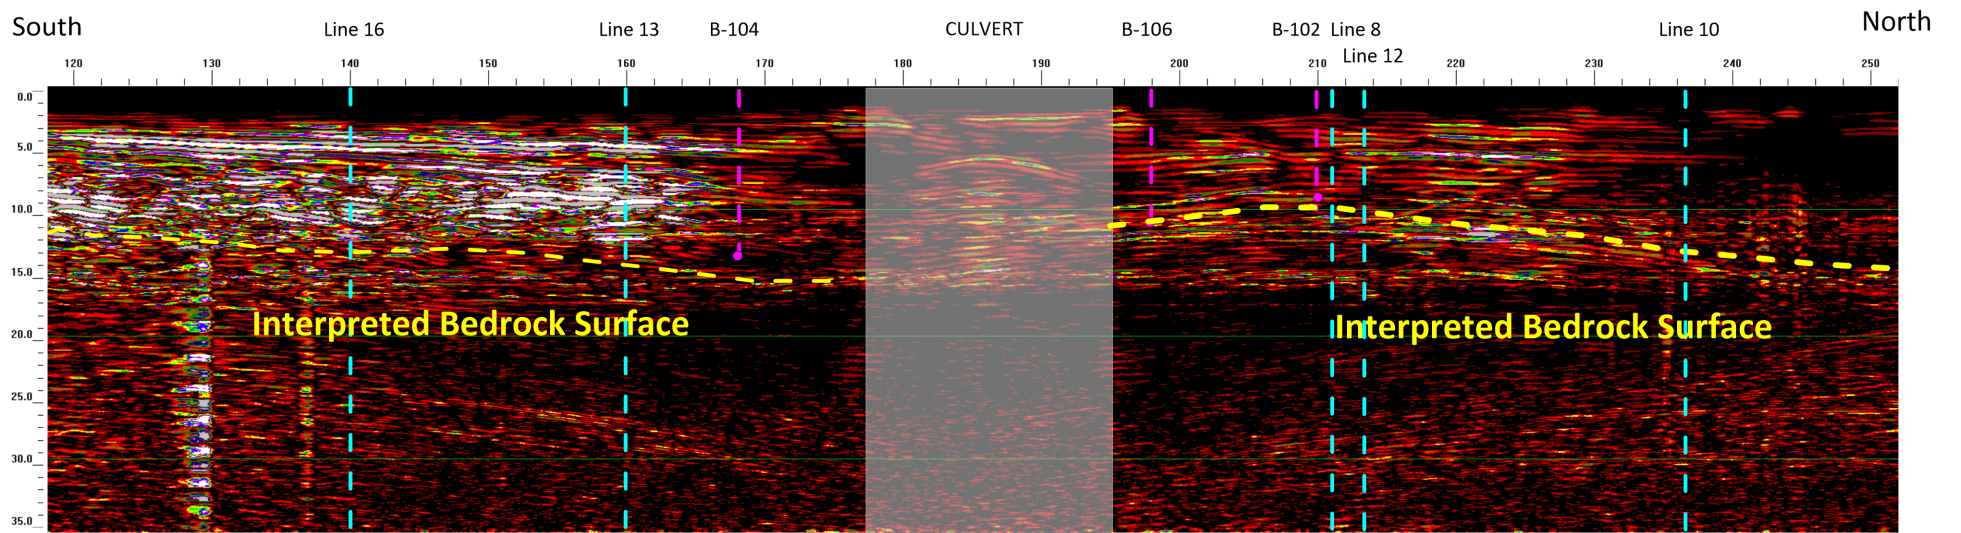 South Line 16 Line 13 B-104 CULVERT B-106 B-102 Line 8 Line 10 North
Line 12
120 130 140 150 160 170 180 190 200 210 220 230 240 250
0.0
5.0
10.0
15.0
Interpreted Bedrock Surface Interpreted Bedrock Surface
20.0
25.0
30.0
35.0